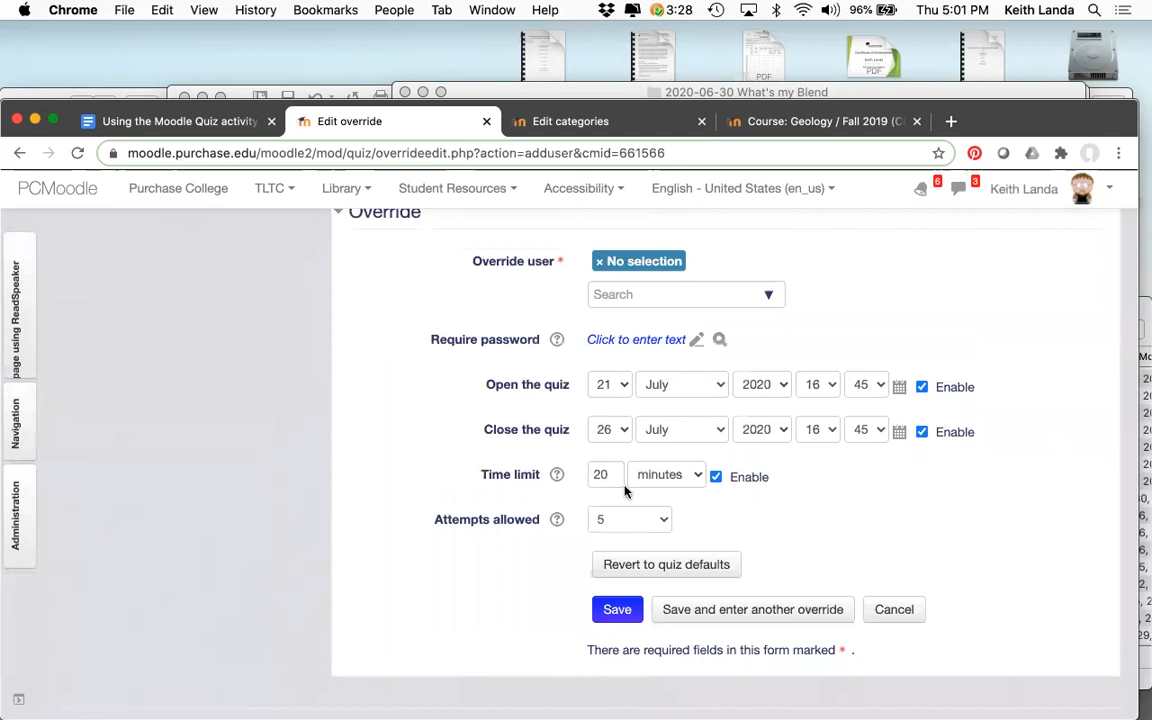 Chrome File Edit View History Bookmarks People Tab Window Help 3:28 96% Thu 5:01 PM Keith Landa
PDF
PDF
2020-06-30 What's my Blend
Using the Moodle Quiz activity × Edit override × Edit categories × Course: Geology / Fall 2019 (C × +
moodle.purchase.edu/moodle2/mod/quiz/overrideedit.php?action=adduser&cmid=661566
PCMoodle Purchase College TLTC Library Student Resources Accessibility English - United States (en_us) 6 3 Keith Landa
Override
page using ReadSpeaker
Navigation
Administration
Override user * × No selection
Search
Require password Click to enter text
Open the quiz 21 July 2020 16 45 Enable
Close the quiz 26 July 2020 16 45 Enable
Time limit 20 minutes Enable
Attempts allowed 5
Revert to quiz defaults
Save Save and enter another override Cancel
There are required fields in this form marked * .